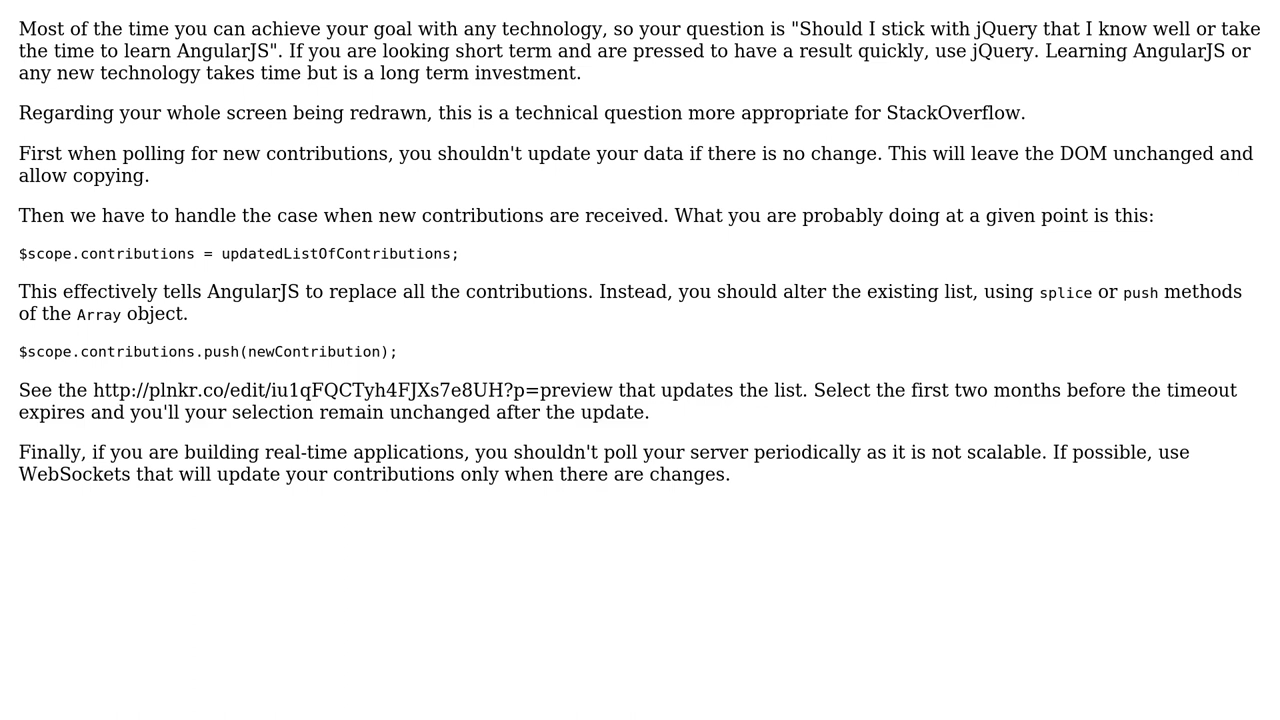 Most of the time you can achieve your goal with any technology, so your question is "Should I stick with jQuery that I know well or take
the time to learn AngularJS". If you are looking short term and are pressed to have a result quickly, use jQuery. Learning AngularJS or
any new technology takes time but is a long term investment.
Regarding your whole screen being redrawn, this is a technical question more appropriate for StackOverflow.
First when polling for new contributions, you shouldn't update your data if there is no change. This will leave the DOM unchanged and
allow copying.
Then we have to handle the case when new contributions are received. What you are probably doing at a given point is this:
$scope.contributions = updatedListOfContributions;
This effectively tells AngularJS to replace all the contributions. Instead, you should alter the existing list, using splice or push methods
of the Array object.
$scope.contributions.push(newContribution);
See the http://plnkr.co/edit/iu1qFQCTyh4FJXs7e8UH?p=preview that updates the list. Select the first two months before the timeout
expires and you'll your selection remain unchanged after the update.
Finally, if you are building real-time applications, you shouldn't poll your server periodically as it is not scalable. If possible, use
WebSockets that will update your contributions only when there are changes.